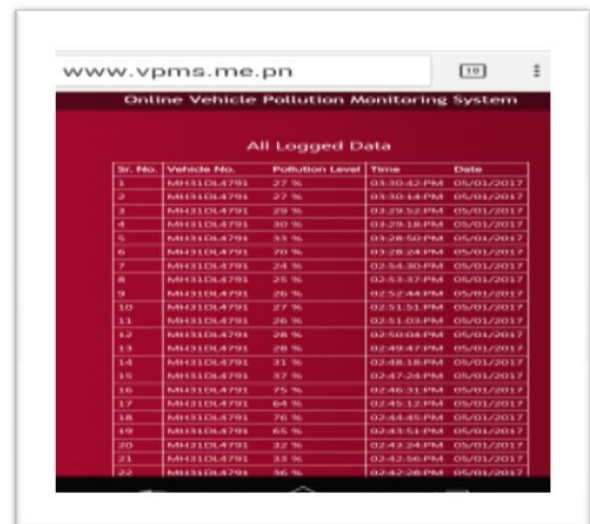 www.vpms.me.pn
Online Vehicle Pollution Monitoring System
All Logged Data
Sr. No. Vehicle No. Pollution Level Time Date
1 MH31DL4791 27 % 03:30:42:PM 05/01/2017
2 MH31DL4791 27 % 03:30:14:PM 05/01/2017
3 MH31DL4791 29 % 03:29:52:PM 05/01/2017
4 MH31DL4791 30 % 03:29:18:PM 05/01/2017
5 MH31DL4791 33 % 03:28:50:PM 05/01/2017
6 MH31DL4791 70 % 03:28:24:PM 05/01/2017
7 MH31DL4791 24 % 02:54:30:PM 05/01/2017
8 MH31DL4791 25 % 02:53:37:PM 05/01/2017
9 MH31DL4791 26 % 02:52:44:PM 05/01/2017
10 MH31DL4791 27 % 02:51:51:PM 05/01/2017
11 MH31DL4791 26 % 02:51:03:PM 05/01/2017
12 MH31DL4791 28 % 02:50:04:PM 05/01/2017
13 MH31DL4791 28 % 02:49:47:PM 05/01/2017
14 MH31DL4791 31 % 02:48:18:PM 05/01/2017
15 MH31DL4791 37 % 02:47:24:PM 05/01/2017
16 MH31DL4791 75 % 02:46:31:PM 05/01/2017
17 MH31DL4791 64 % 02:45:12:PM 05/01/2017
18 MH31DL4791 76 % 02:44:45:PM 05/01/2017
19 MH31DL4791 65 % 02:43:51:PM 05/01/2017
20 MH31DL4791 32 % 02:43:24:PM 05/01/2017
21 MH31DL4791 33 % 02:42:56:PM 05/01/2017
22 MH31DL4791 36 % 02:42:28:PM 05/01/2017